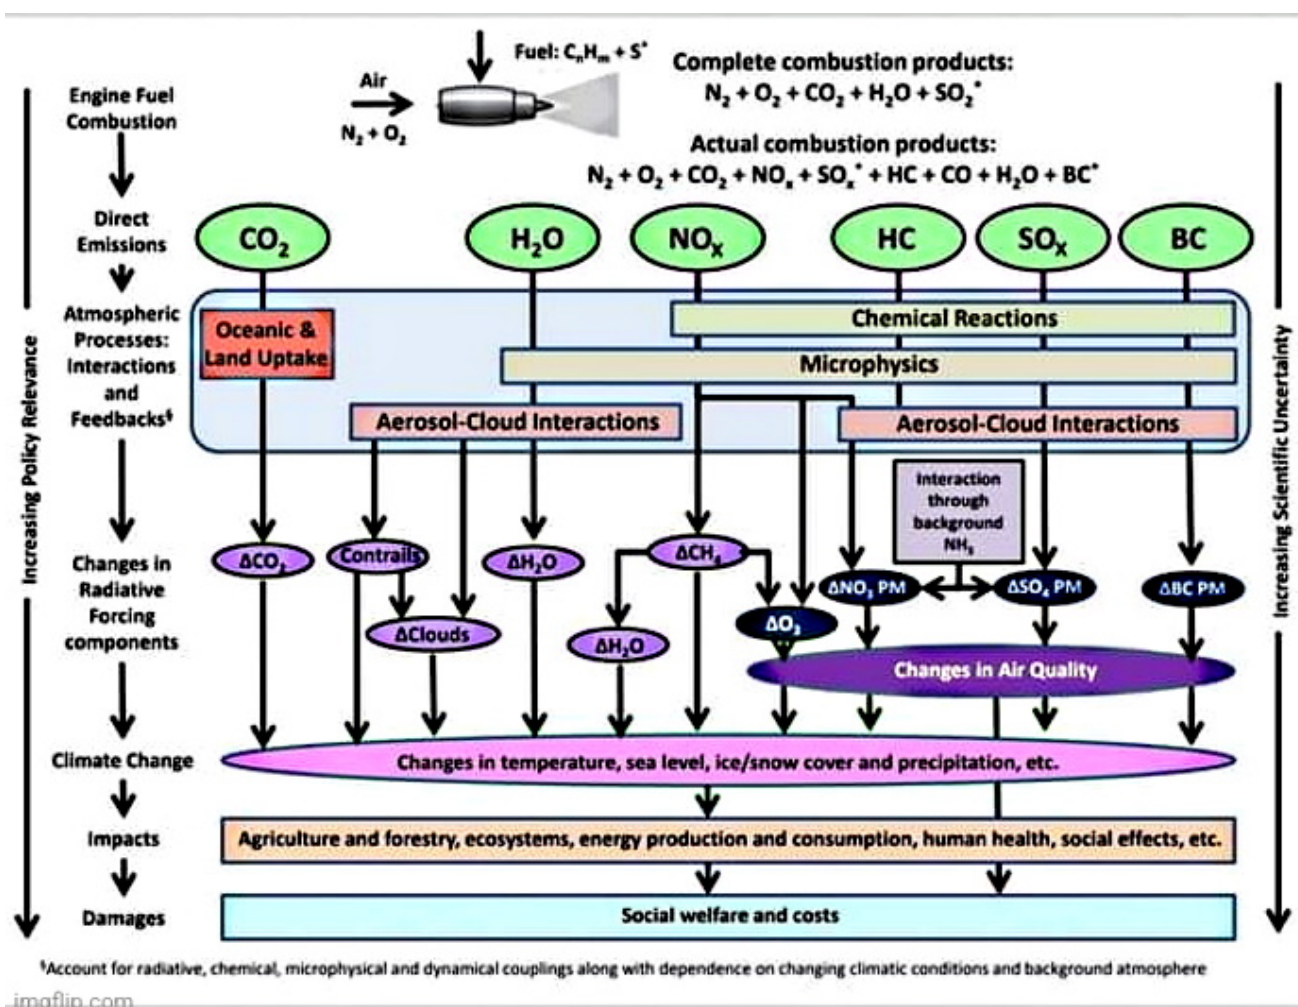 Fuel: CₙHₘ + S*
Air
N₂ + O₂
Complete combustion products:
N₂ + O₂ + CO₂ + H₂O + SO₂*
Actual combustion products:
N₂ + O₂ + CO₂ + NOₓ + SOₓ* + HC + CO + H₂O + BC*
Engine Fuel
Combustion
Direct
Emissions
CO₂
H₂O
NOₓ
HC
SOₓ
BC
Atmospheric
Processes:
Interactions
and
Feedbacks§
Oceanic &
Land Uptake
Chemical Reactions
Microphysics
Aerosol-Cloud Interactions
Aerosol-Cloud Interactions
Interaction
through
background
NH₃
Changes in
Radiative
Forcing
components
ΔCO₂
Contrails
ΔClouds
ΔH₂O
ΔCH₄
ΔH₂O
ΔO₃
ΔNO₃ PM
ΔSO₄ PM
ΔBC PM
Changes in Air Quality
Climate Change
Changes in temperature, sea level, ice/snow cover and precipitation, etc.
Impacts
Agriculture and forestry, ecosystems, energy production and consumption, human health, social effects, etc.
Damages
Social welfare and costs
Increasing Policy Relevance
Increasing Scientific Uncertainty
§Account for radiative, chemical, microphysical and dynamical couplings along with dependence on changing climatic conditions and background atmosphere
imgflip.com